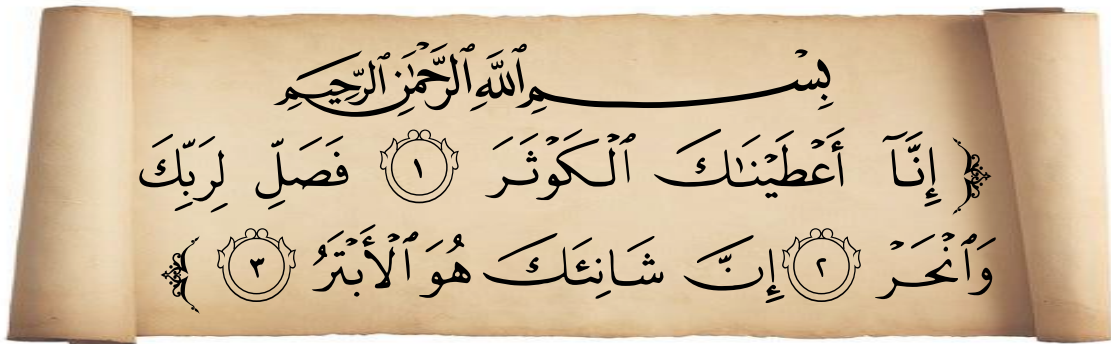 بِسْمِ ٱللَّهِ ٱلرَّحْمَٰنِ ٱلرَّحِيمِ
﴿ إِنَّآ أَعْطَيْنَٰكَ ٱلْكَوْثَرَ ١ فَصَلِّ لِرَبِّكَ
وَٱنْحَرْ ٢ إِنَّ شَانِئَكَ هُوَ ٱلْأَبْتَرُ ٣ ﴾